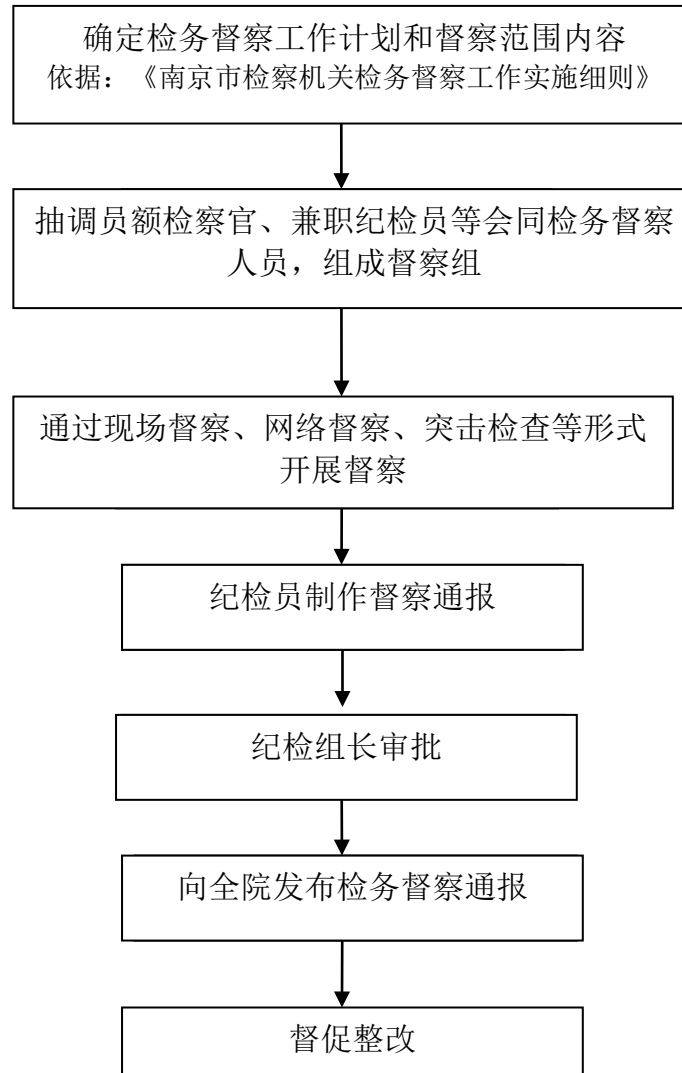 确定检务督察工作计划和督察范围内容
依据：《南京市检察机关检务督察工作实施细则》
抽调员额检察官、兼职纪检员等会同检务督察
人员，组成督察组
通过现场督察、网络督察、突击检查等形式
开展督察
纪检员制作督察通报
纪检组长审批
向全院发布检务督察通报
督促整改